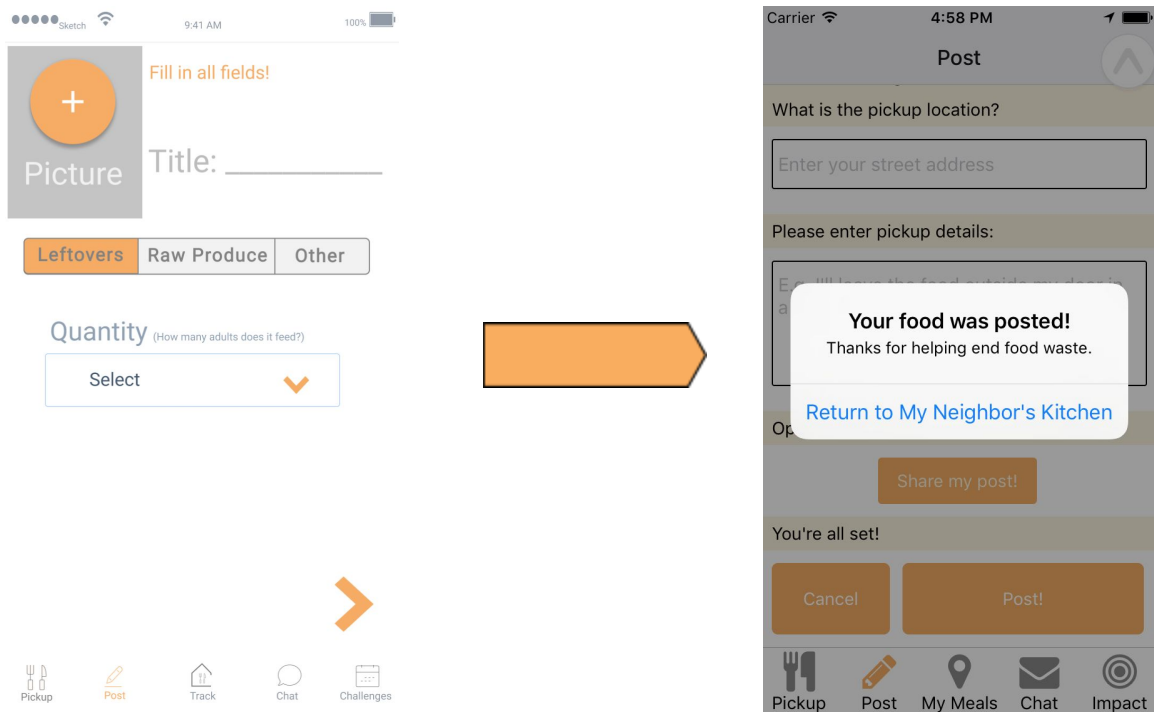 Sketch
9:41 AM
100%
Fill in all fields!
+
Picture
Title:
Leftovers
Raw Produce
Other
Quantity (How many adults does it feed?)
Select
Pickup
Post
Track
Chat
Challenges
Carrier
4:58 PM
Post
What is the pickup location?
Enter your street address
Please enter pickup details:
Your food was posted!
Thanks for helping end food waste.
Return to My Neighbor's Kitchen
Share my post!
You're all set!
Cancel
Post!
Pickup
Post
My Meals
Chat
Impact